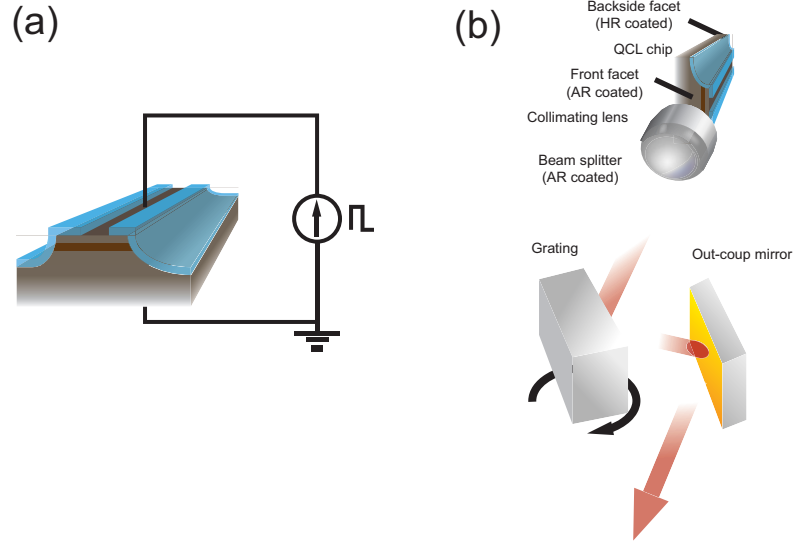 (a)
(b)
Backside facet
(HR coated)
QCL chip
Front facet
(AR coated)
Collimating lens
Beam splitter
(AR coated)
Grating
Out-coup mirror